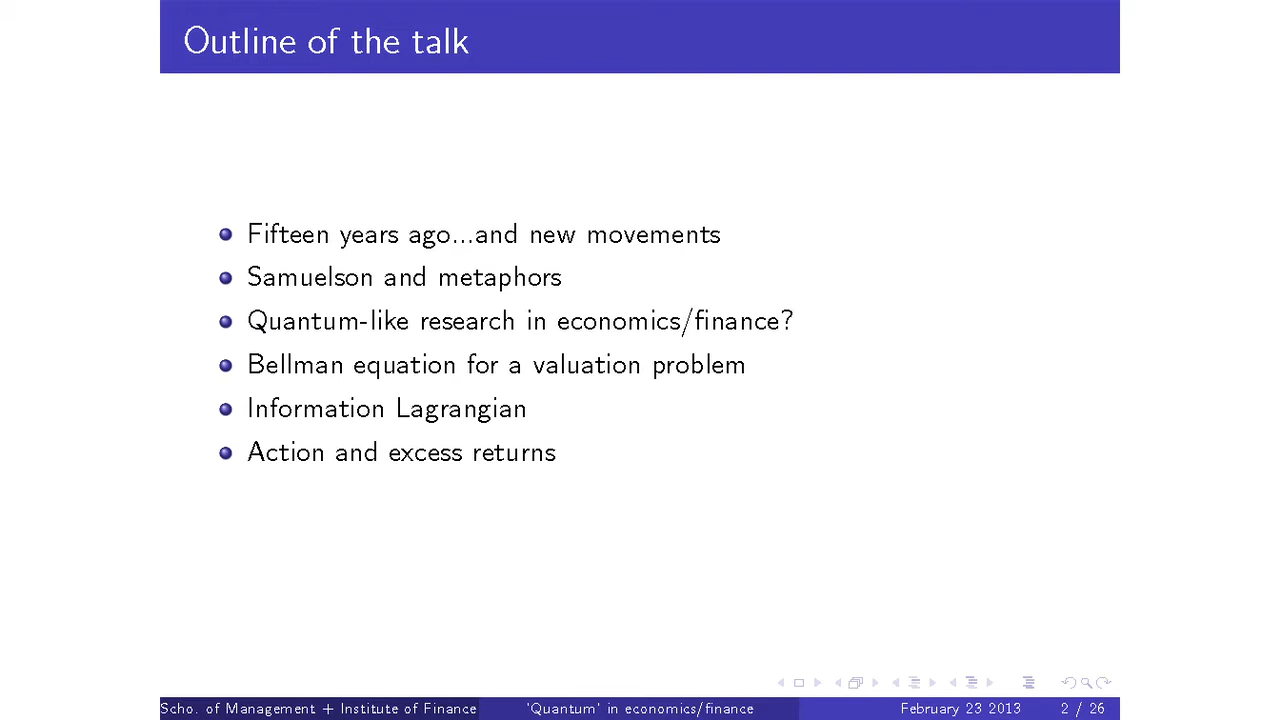 Outline of the talk
Fifteen years ago...and new movements
Samuelson and metaphors
Quantum-like research in economics/finance?
Bellman equation for a valuation problem
Information Lagrangian
Action and excess returns
Scho. of Management + Institute of Finance 'Quantum' in economics/finance February 23 2013 2 / 26